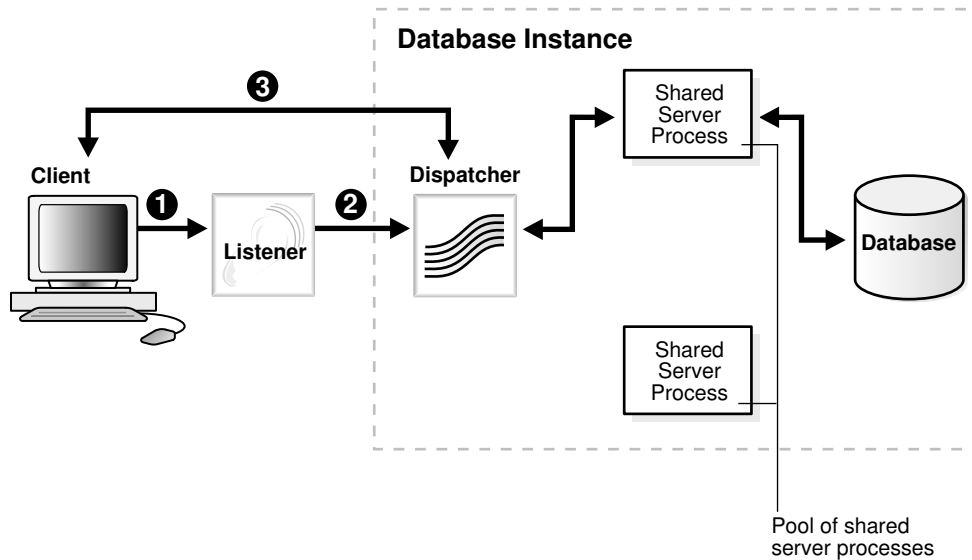 Database Instance
3
Shared
Server
Process
Client
Dispatcher
1
2
Listener
Database
Shared
Server
Process
Pool of shared
server processes